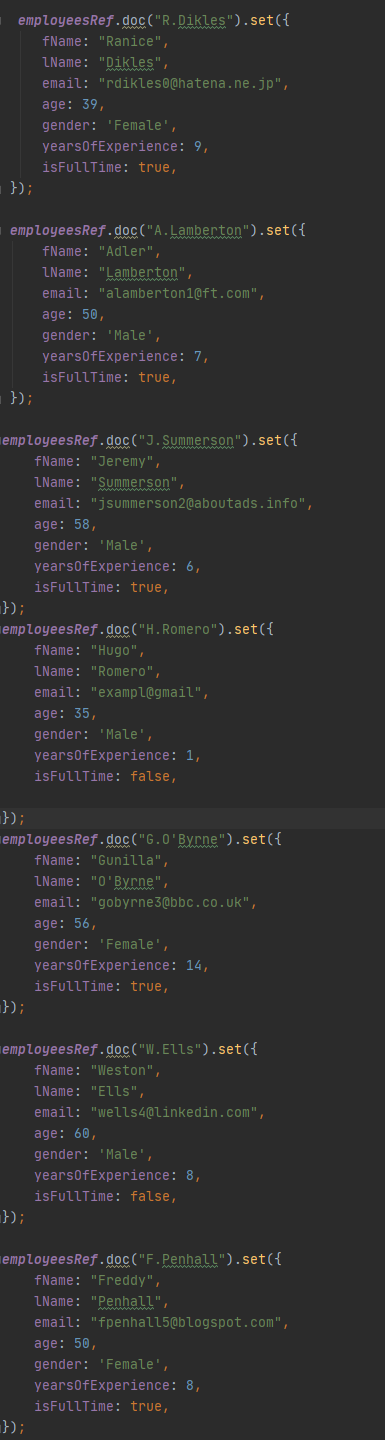 employeesRef.doc("R.Dikles").set({
fName: "Ranice",
lName: "Dikles",
email: "rdikles0@hatena.ne.jp",
age: 39,
gender: 'Female',
yearsOfExperience: 9,
isFullTime: true,
});
employeesRef.doc("A.Lamberton").set({
fName: "Adler",
lName: "Lamberton",
email: "alamberton1@ft.com",
age: 50,
gender: 'Male',
yearsOfExperience: 7,
isFullTime: true,
});
employeesRef.doc("J.Summerson").set({
fName: "Jeremy",
lName: "Summerson",
email: "jsummerson2@aboutads.info",
age: 58,
gender: 'Male',
yearsOfExperience: 6,
isFullTime: true,
});
employeesRef.doc("H.Romero").set({
fName: "Hugo",
lName: "Romero",
email: "exampl@gmail",
age: 35,
gender: 'Male',
yearsOfExperience: 1,
isFullTime: false,
});
employeesRef.doc("G.O'Byrne").set({
fName: "Gunilla",
lName: "O'Byrne",
email: "gobyrne3@bbc.co.uk",
age: 56,
gender: 'Female',
yearsOfExperience: 14,
isFullTime: true,
});
employeesRef.doc("W.Ells").set({
fName: "Weston",
lName: "Ells",
email: "wells4@linkedin.com",
age: 60,
gender: 'Male',
yearsOfExperience: 8,
isFullTime: false,
});
employeesRef.doc("F.Penhall").set({
fName: "Freddy",
lName: "Penhall",
email: "fpenhall5@blogspot.com",
age: 50,
gender: 'Female',
yearsOfExperience: 8,
isFullTime: true,
});